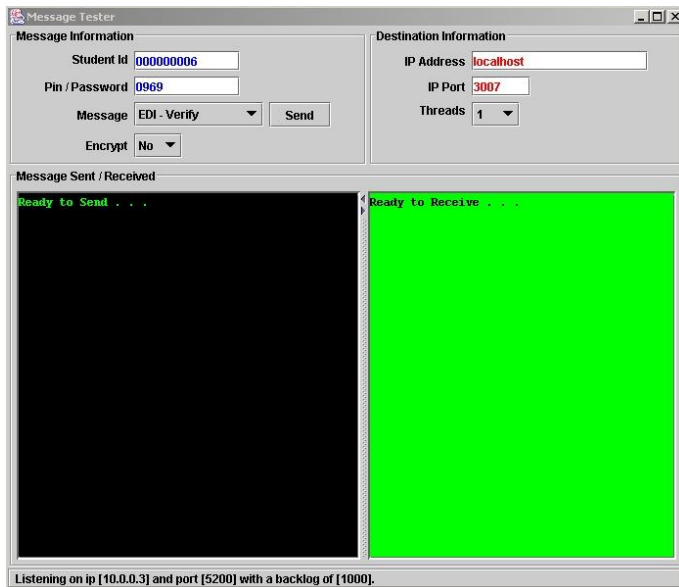 Message Tester
Message Information
Student Id 000000006
Pin / Password 0969
Message EDI - Verify Send
Encrypt No
Destination Information
IP Address localhost
IP Port 3007
Threads 1
Message Sent / Received
Ready to Send . . .
Ready to Receive . . .
Listening on ip [10.0.0.3] and port [5200] with a backlog of [1000].